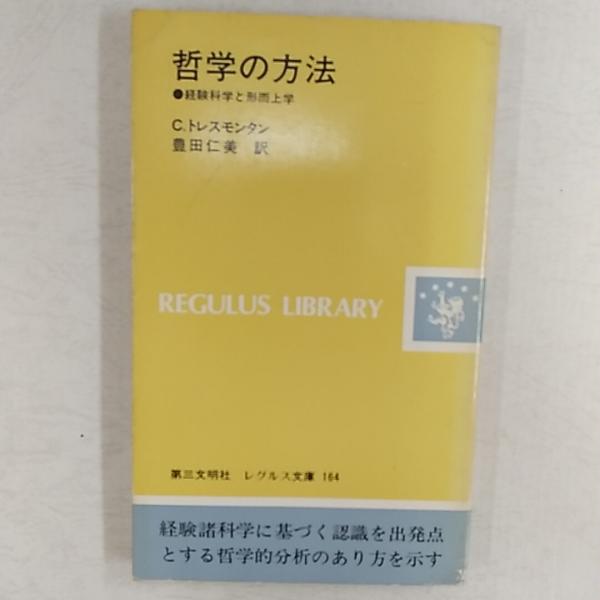 哲学の方法
●経験科学と形而上学
C.トレスモンタン
豊田仁美 訳
REGULUS LIBRARY
第三文明社 レグルス文庫 164
経験諸科学に基づく認識を出発点
とする哲学的分析のあり方を示す